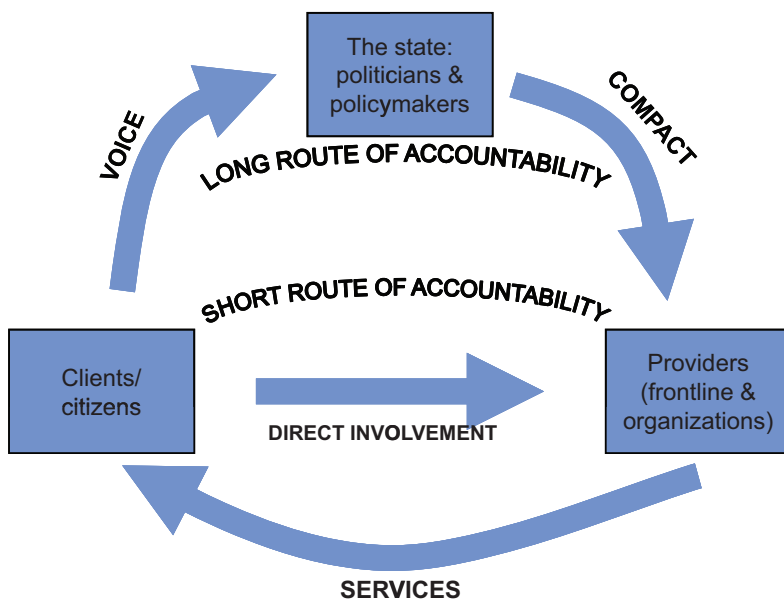 The state:
politicians &
policymakers
VOICE
COMPACT
LONG ROUTE OF ACCOUNTABILITY
SHORT ROUTE OF ACCOUNTABILITY
Clients/
citizens
Providers
(frontline &
organizations)
DIRECT INVOLVEMENT
SERVICES